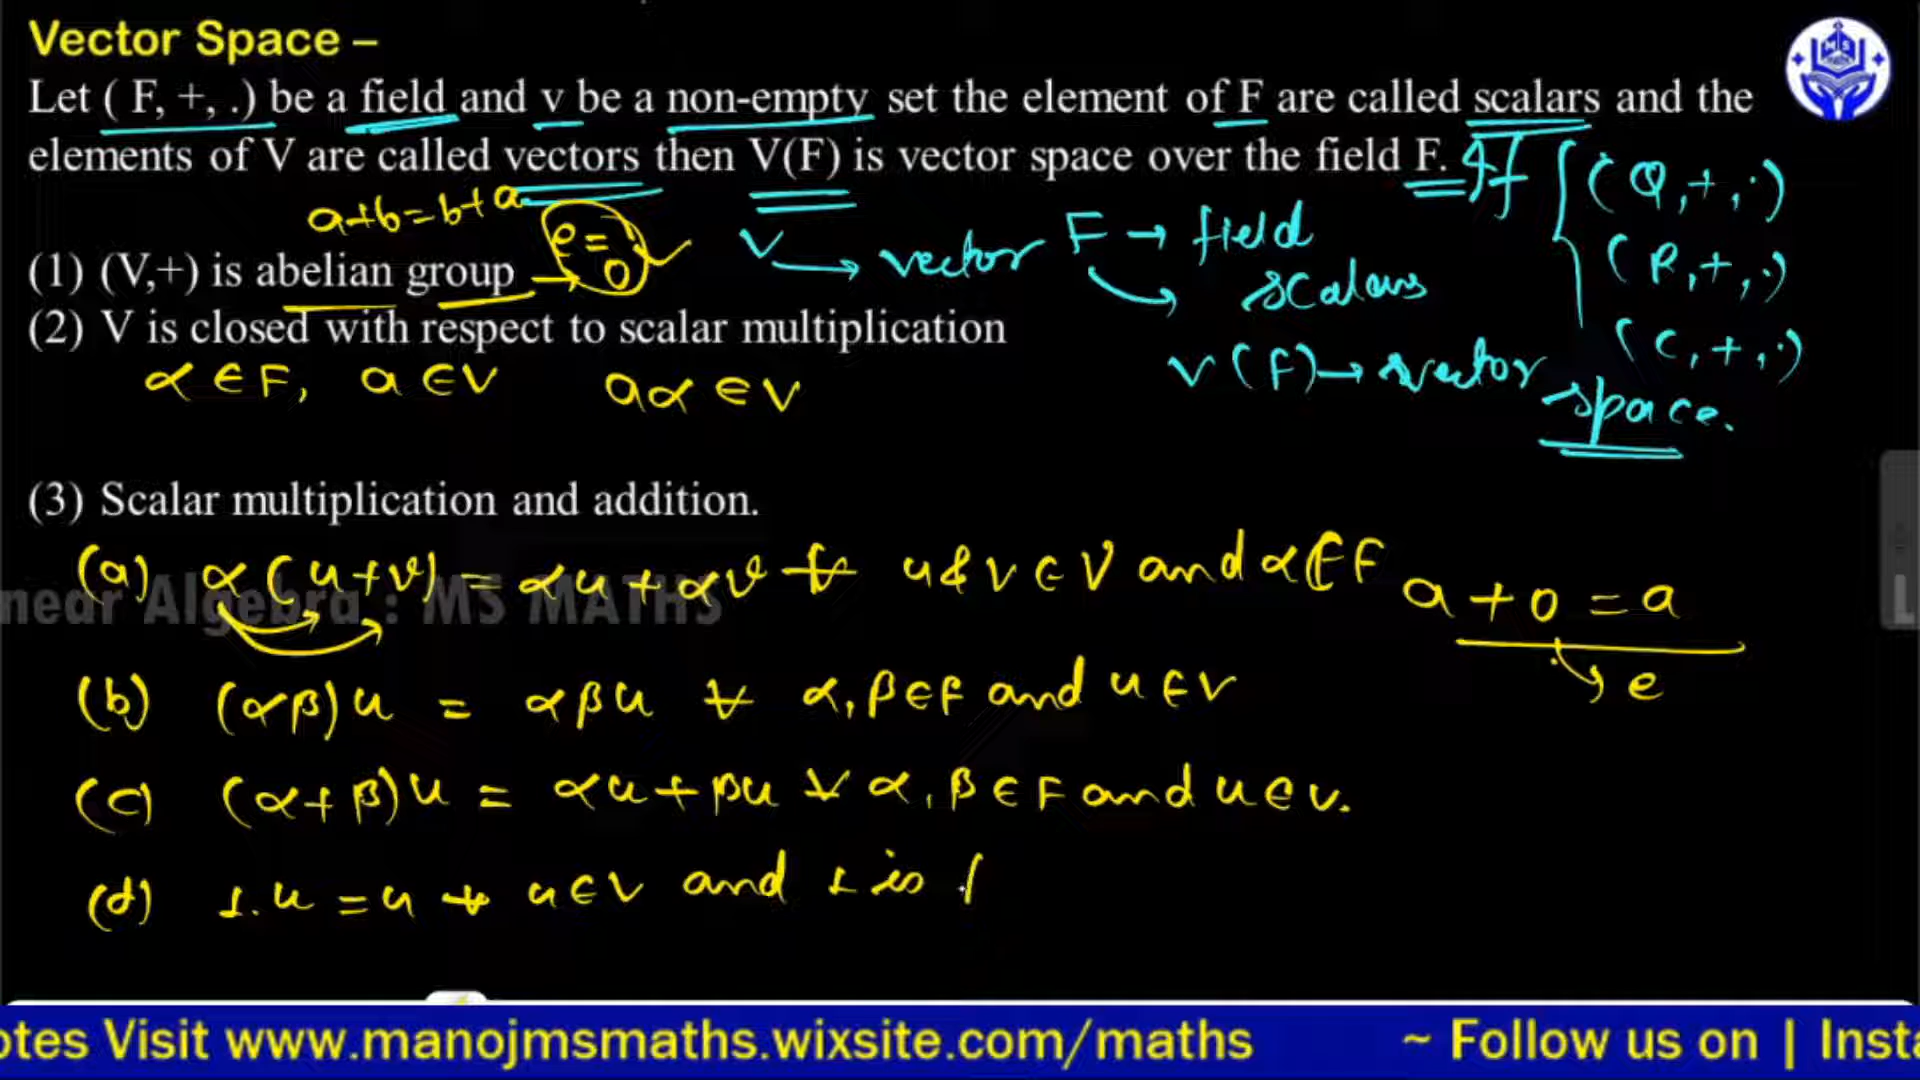 Vector Space –
MS
Let ( F, +, .) be a field and v be a non-empty set the element of F are called scalars and the
elements of V are called vectors then V(F) is vector space over the field F. If
(Q,+,·)
a+b=b+a
e=
0
V → vector
F → field
scalars
(R,+,·)
(1) (V,+) is abelian group →
(2) V is closed with respect to scalar multiplication
V(F)→ vector
space.
(C,+,·)
α∈F, a∈V aα∈V
(3) Scalar multiplication and addition.
(a) α(u+v) = αu+αv ∀ u & v ∈ V and α∈F
a+0=a
near Algebra : MS MATHS
L
(b) (αβ)u = αβu ∀ α,β∈F and u∈V
e
(c) (α+β)u = αu+βu ∀ α,β∈F and u∈v.
(d) 1.u=u ∀ u∈V and 1 is
otes Visit www.manojmsmaths.wixsite.com/maths ~ Follow us on | Insta